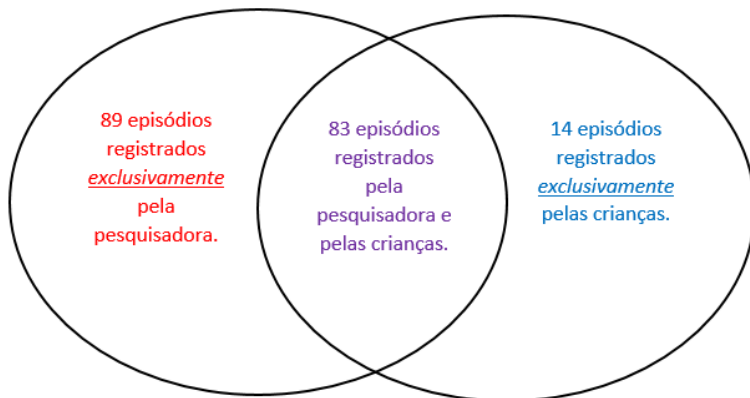 89 episódios
registrados
exclusivamente
pela
pesquisadora.
83 episódios
registrados
pela
pesquisadora e
pelas crianças.
14 episódios
registrados
exclusivamente
pelas crianças.